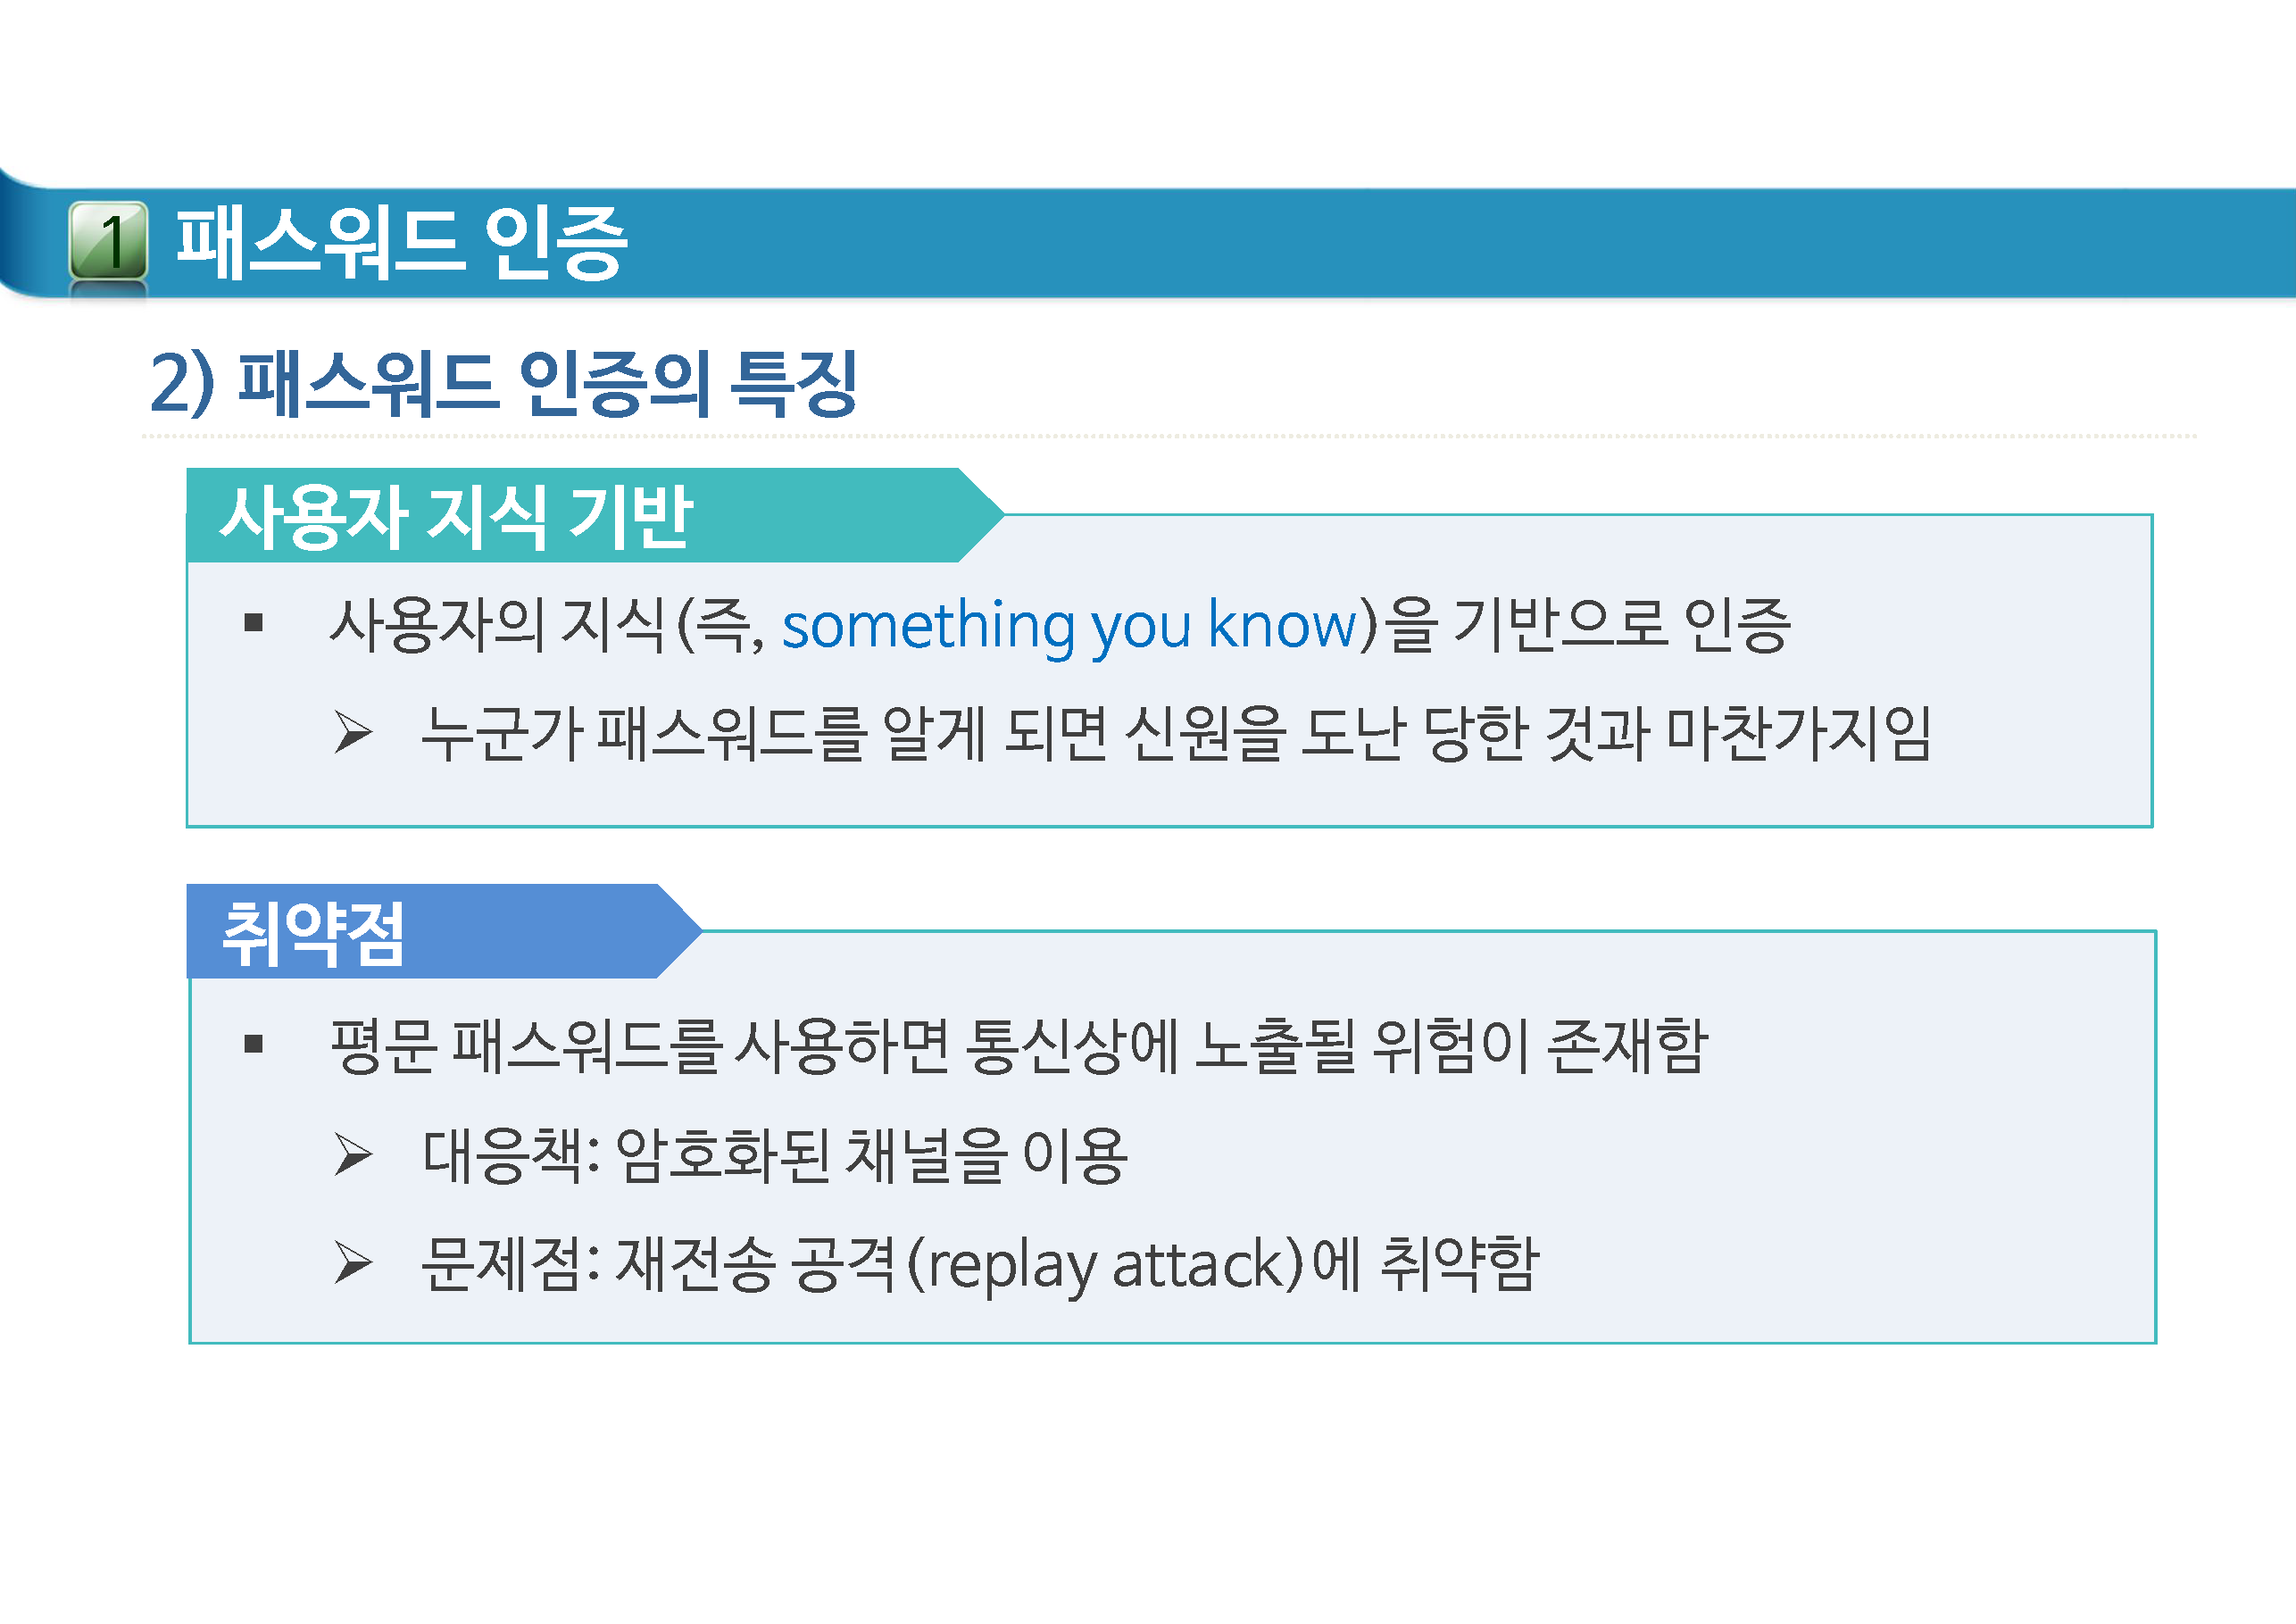 1 패스워드 인증
2) 패스워드 인증의 특징
사용자 지식 기반
▪ 사용자의 지식(즉, something you know)을 기반으로 인증
➢ 누군가 패스워드를 알게 되면 신원을 도난 당한 것과 마찬가지임
취약점
▪ 평문 패스워드를 사용하면 통신상에 노출될 위험이 존재함
➢ 대응책: 암호화된 채널을 이용
➢ 문제점: 재전송 공격(replay attack)에 취약함